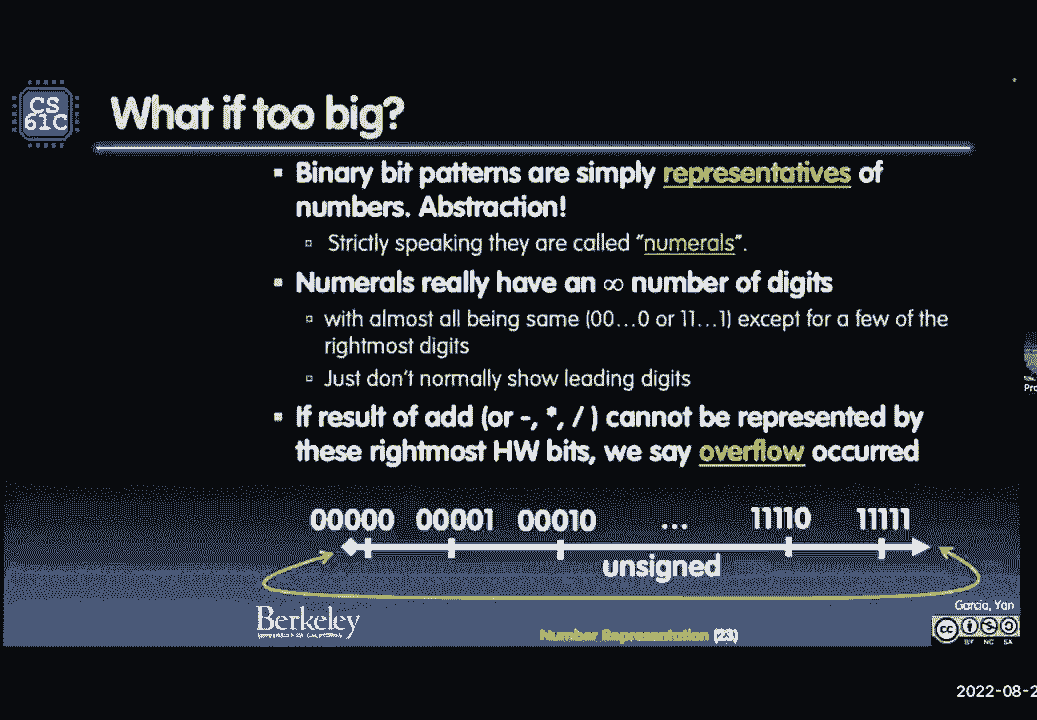 CS
61C
What if too big?
Binary bit patterns are simply representatives of
numbers. Abstraction!
Strictly speaking they are called "numerals".
Numerals really have an ∞ number of digits
with almost all being same (00...0 or 11...1) except for a few of the
rightmost digits
Just don't normally show leading digits
If result of add (or -, *, / ) cannot be represented by
these rightmost HW bits, we say overflow occurred
00000 00001 00010 ... 11110 11111
unsigned
Berkeley
Garcia, Yan
Number Representation (23)
cc
BY NC SA
2022-08-2